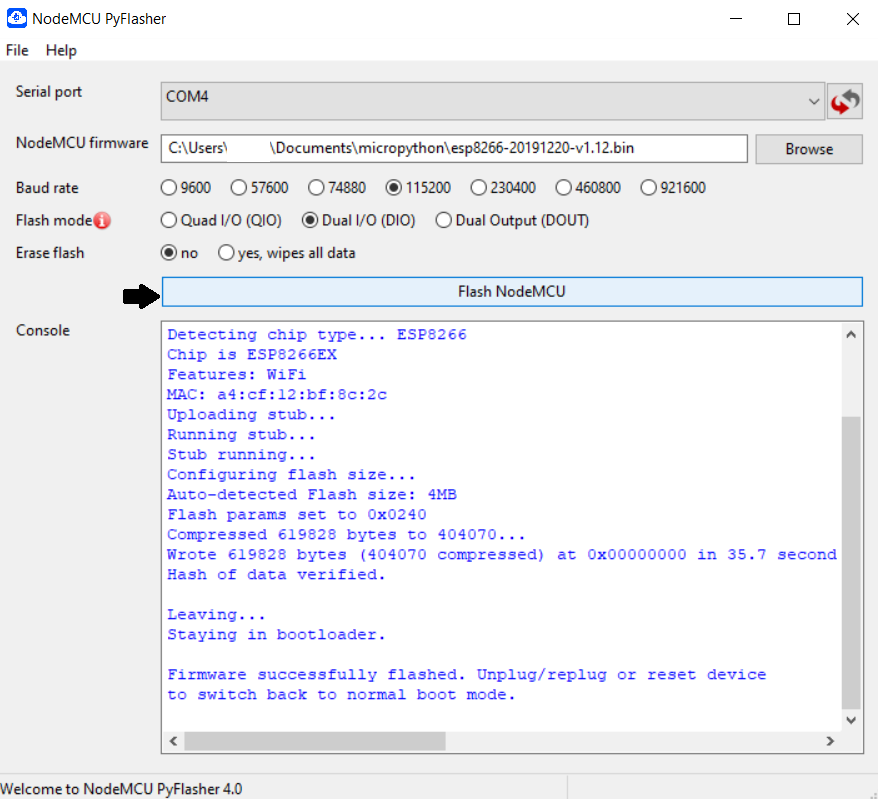 NodeMCU PyFlasher
File Help
Serial port COM4
NodeMCU firmware C:\Users\ \Documents\micropython\esp8266-20191220-v1.12.bin Browse
Baud rate 9600 57600 74880 115200 230400 460800 921600
Flash mode Quad I/O (QIO) Dual I/O (DIO) Dual Output (DOUT)
Erase flash no yes, wipes all data
Flash NodeMCU
Console
Detecting chip type... ESP8266
Chip is ESP8266EX
Features: WiFi
MAC: a4:cf:12:bf:8c:2c
Uploading stub...
Running stub...
Stub running...
Configuring flash size...
Auto-detected Flash size: 4MB
Flash params set to 0x0240
Compressed 619828 bytes to 404070...
Wrote 619828 bytes (404070 compressed) at 0x00000000 in 35.7 second
Hash of data verified.
Leaving...
Staying in bootloader.
Firmware successfully flashed. Unplug/replug or reset device
to switch back to normal boot mode.
Welcome to NodeMCU PyFlasher 4.0